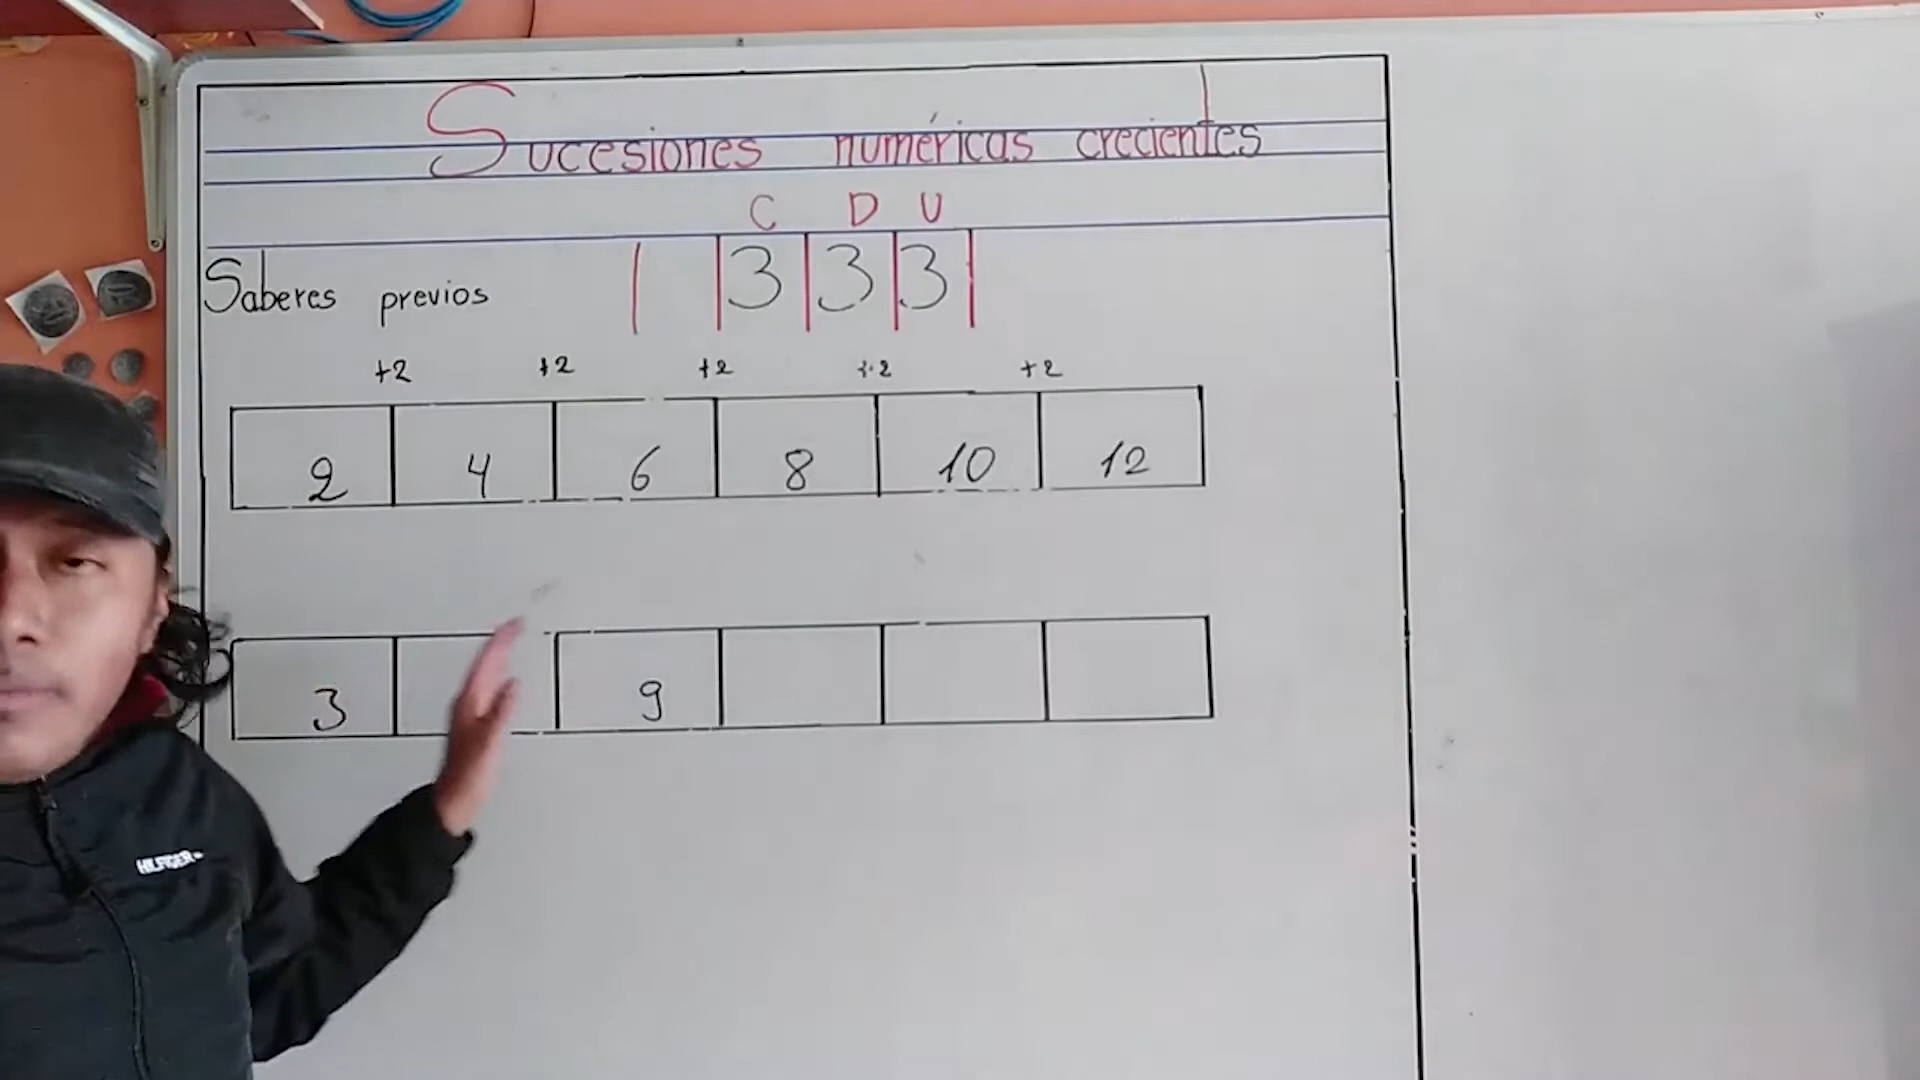 Sucesiones numéricas crecientes
C D U
Saberes previos 3 3 3
+2 +2 +2 +2 +2
2 4 6 8 10 12
3 9
HILFIGER